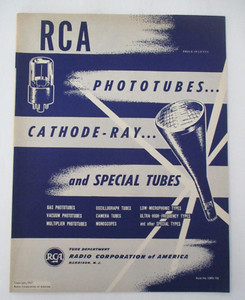 RCA
PHOTOTUBES...
CATHODE-RAY...
and SPECIAL TUBES
GAS PHOTOTUBES
VACUUM PHOTOTUBES
MULTIPLIER PHOTOTUBES
OSCILLOGRAPH TUBES
CAMERA TUBES
MONOSCOPES
LOW MICROPHONIC TYPES
ULTRA-HIGH FREQUENCY TYPES
and other SPECIAL TYPES
RCA
TUBE DEPARTMENT
RADIO CORPORATION of AMERICA
HARRISON, N. J.